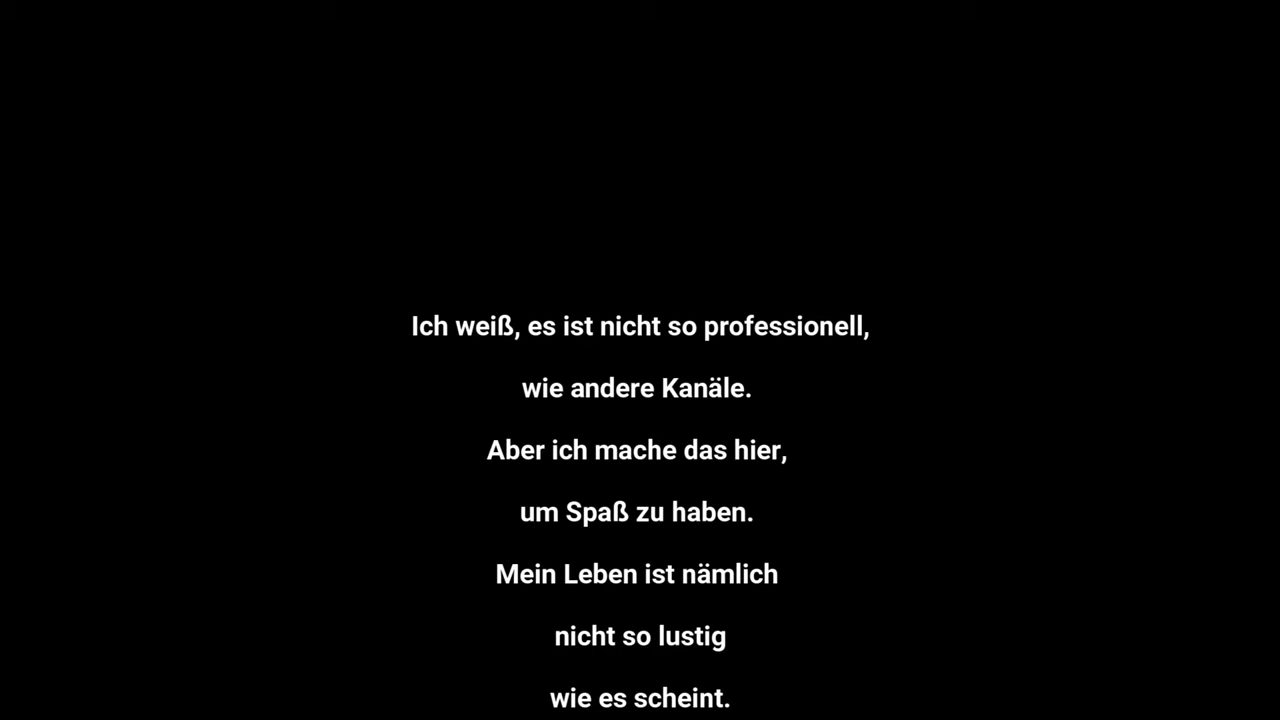 Ich weiß, es ist nicht so professionell,
wie andere Kanäle.
Aber ich mache das hier,
um Spaß zu haben.
Mein Leben ist nämlich
nicht so lustig
wie es scheint.